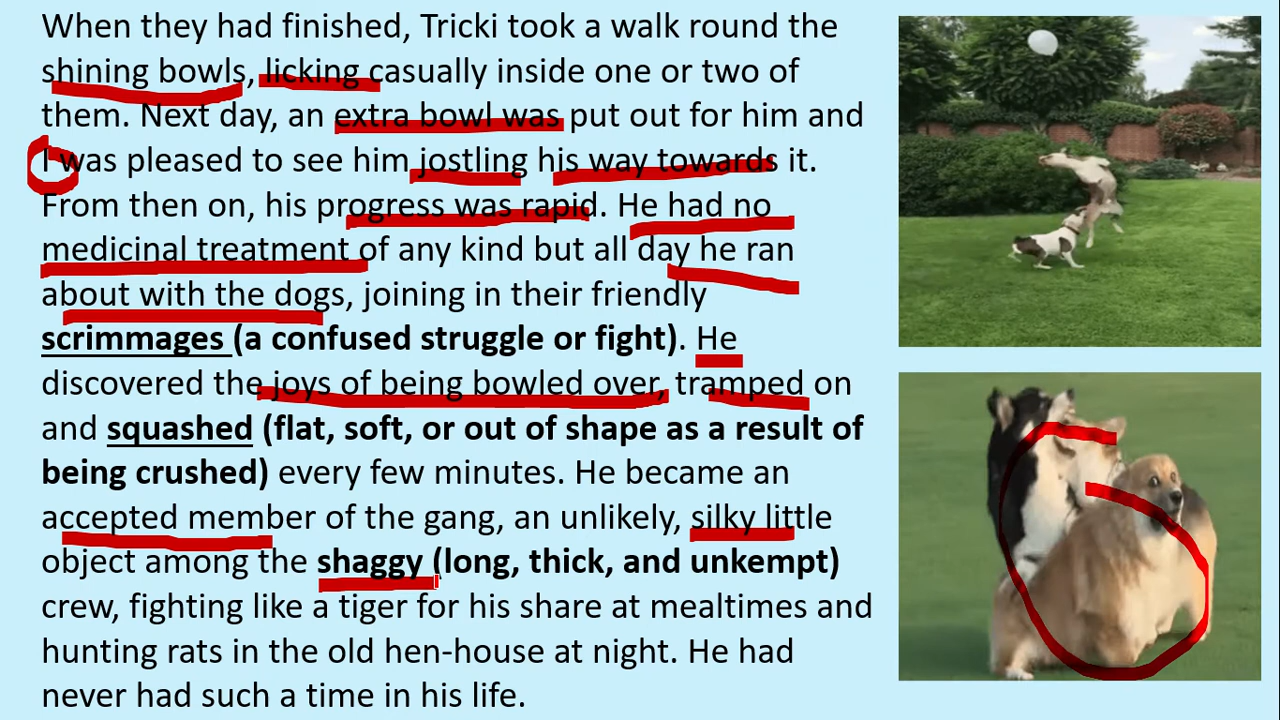 When they had finished, Tricki took a walk round the
shining bowls, licking casually inside one or two of
them. Next day, an extra bowl was put out for him and
I was pleased to see him jostling his way towards it.
From then on, his progress was rapid. He had no
medicinal treatment of any kind but all day he ran
about with the dogs, joining in their friendly
scrimmages (a confused struggle or fight). He
discovered the joys of being bowled over, tramped on
and squashed (flat, soft, or out of shape as a result of
being crushed) every few minutes. He became an
accepted member of the gang, an unlikely, silky little
object among the shaggy (long, thick, and unkempt)
crew, fighting like a tiger for his share at mealtimes and
hunting rats in the old hen-house at night. He had
never had such a time in his life.